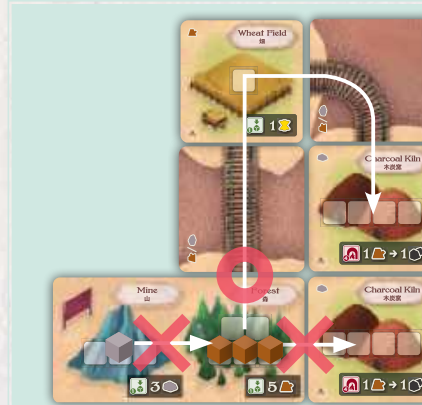 Wheat Field
畑
1
Charcoal Kiln
木炭窯
1 → 1
Mine
山
3
Forest
森
5
Charcoal Kiln
木炭窯
1 → 1